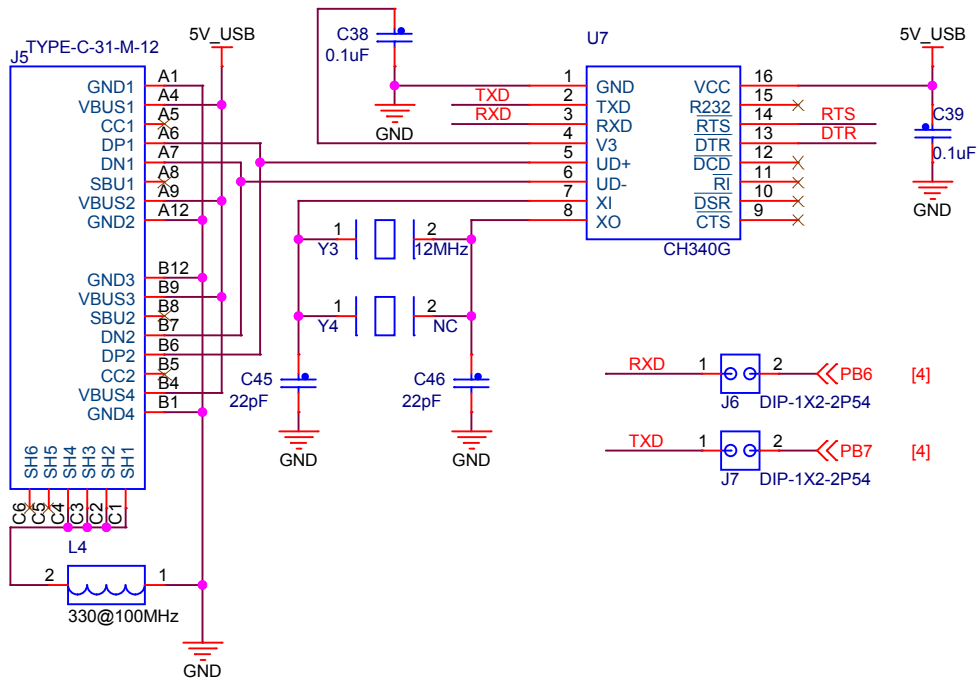 J5
TYPE-C-31-M-12
GND1 A1
VBUS1 A4
CC1 A5
DP1 A6
DN1 A7
SBU1 A8
VBUS2 A9
GND2 A12
GND3 B12
VBUS3 B9
SBU2 B8
DN2 B7
DP2 B6
CC2 B5
VBUS4 B4
GND4 B1
SH6 SH5 SH4 SH3 SH2 SH1
C6 C5 C4 C3 C2 C1
L4
2 1
330@100MHz
GND
5V_USB
C38
0.1uF
GND
TXD
RXD
U7
1 GND VCC 16
2 TXD R232 15
3 RXD RTS 14
4 V3 DTR 13
5 UD+ DCD 12
6 UD- RI 11
7 XI DSR 10
8 XO CTS 9
CH340G
RTS
DTR
5V_USB
C39
0.1uF
GND
1 2
Y3 12MHz
1 2
Y4 NC
C45
22pF
GND
C46
22pF
GND
RXD 1 2 PB6 [4]
J6 DIP-1X2-2P54
TXD 1 2 PB7 [4]
J7 DIP-1X2-2P54